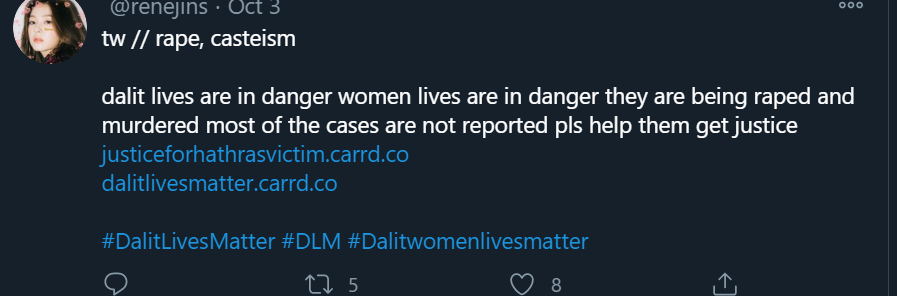 @renejins · Oct 3
tw // rape, casteism
dalit lives are in danger women lives are in danger they are being raped and
murdered most of the cases are not reported pls help them get justice
justiceforhathrasvictim.carrd.co
dalitlivesmatter.carrd.co
#DalitLivesMatter #DLM #Dalitwomenlivesmatter
5 8